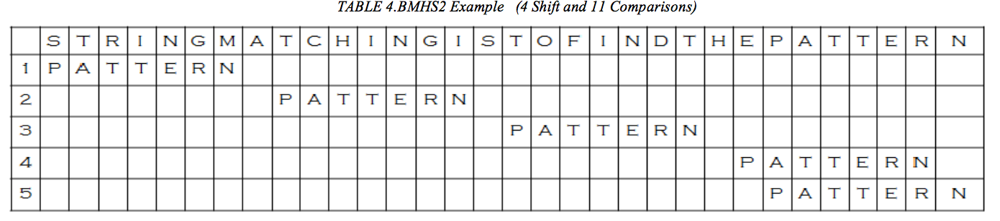 TABLE 4.BMHS2 Example (4 Shift and 11 Comparisons)
S T R I N G M A T C H I N G I S T O F I N D T H E P A T T E R N
1 P A T T E R N
2 P A T T E R N
3 P A T T E R N
4 P A T T E R N
5 P A T T E R N